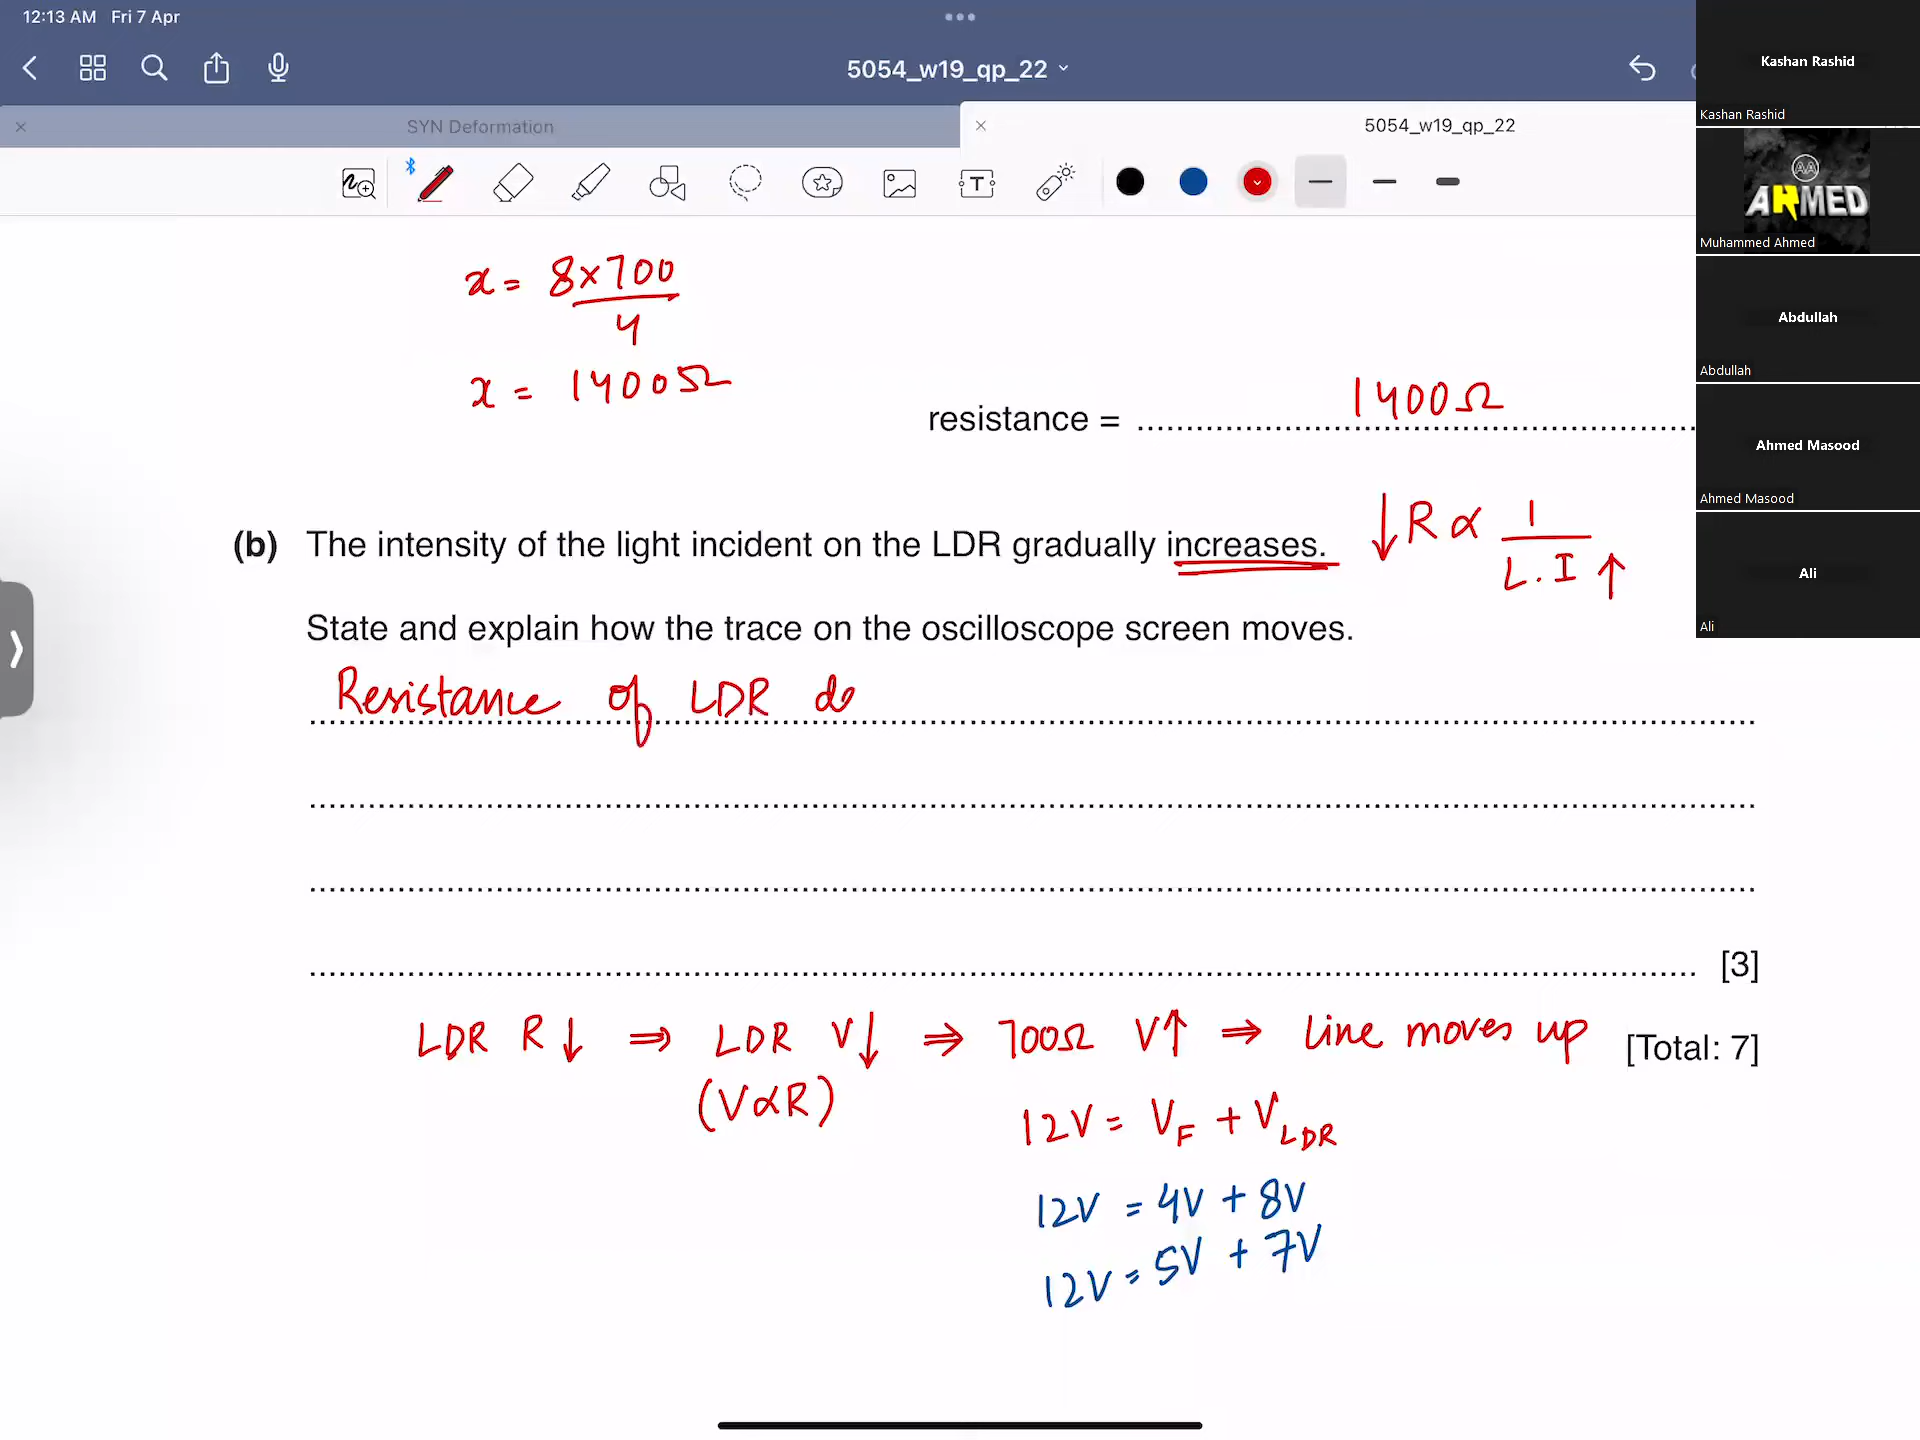 12:13 AM Fri 7 Apr
5054_w19_qp_22
SYN Deformation
5054_w19_qp_22
T
Kashan Rashid
Kashan Rashid
AA
ARMED
Muhammed Ahmed
Abdullah
Abdullah
Ahmed Masood
Ahmed Masood
Ali
Ali
x = 8×700
4
x = 1400Ω
resistance = 1400Ω
(b) The intensity of the light incident on the LDR gradually increases. ↓R ∝ 1
L.I ↑
State and explain how the trace on the oscilloscope screen moves.
Resistance of LDR de
[3]
LDR R↓ ⇒ LDR V↓ ⇒ 700Ω V↑ ⇒ Line moves up
[Total: 7]
(V∝R)
12V = VF + VLDR
12V = 4V + 8V
12V = 5V + 7V